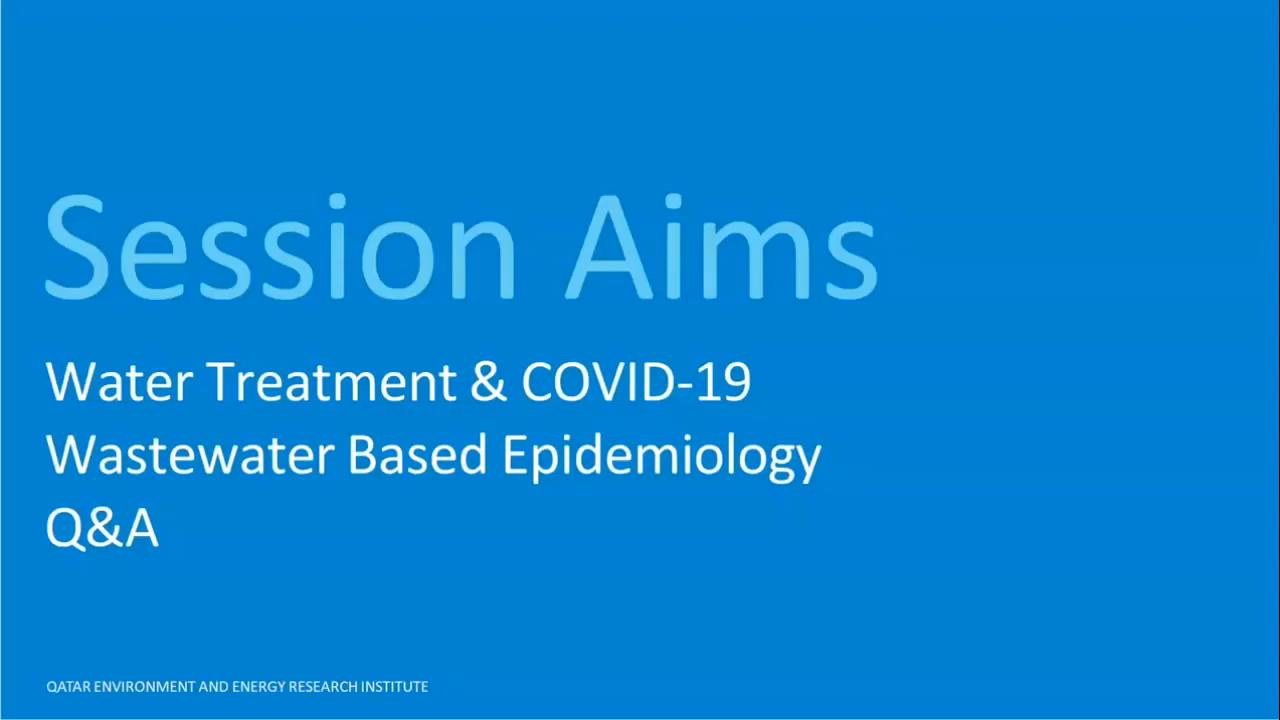 Session Aims
Water Treatment & COVID-19
Wastewater Based Epidemiology
Q&A
QATAR ENVIRONMENT AND ENERGY RESEARCH INSTITUTE